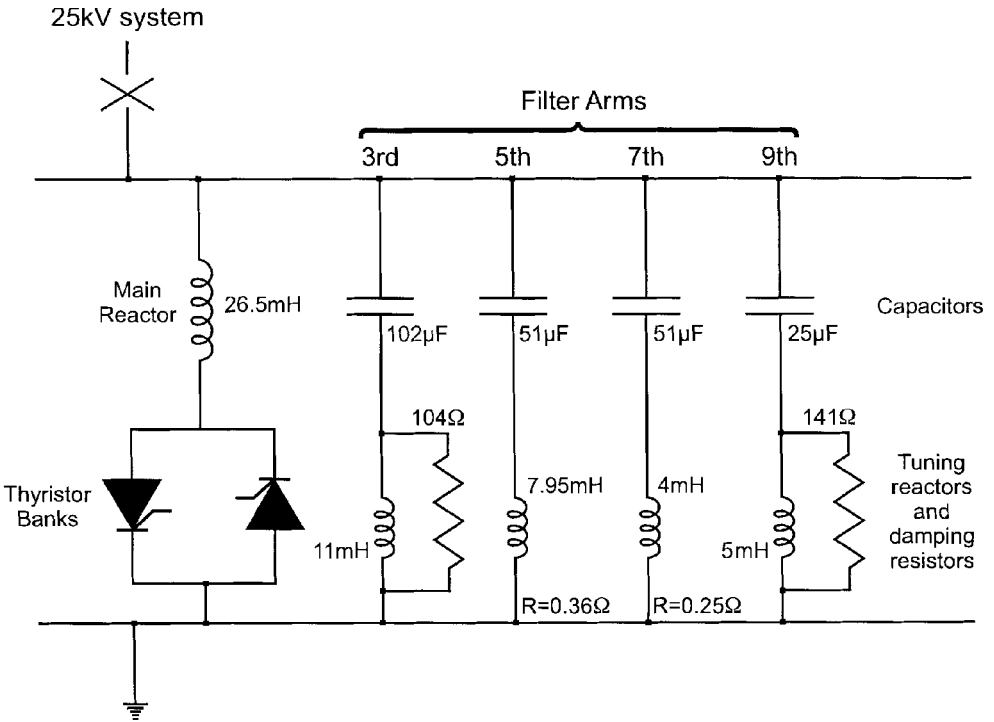 25kV system
Filter Arms
3rd
5th
7th
9th
Main
Reactor
26.5mH
102µF
51µF
51µF
25µF
Capacitors
104Ω
141Ω
Thyristor
Banks
11mH
7.95mH
4mH
5mH
Tuning
reactors
and
damping
resistors
R=0.36Ω
R=0.25Ω